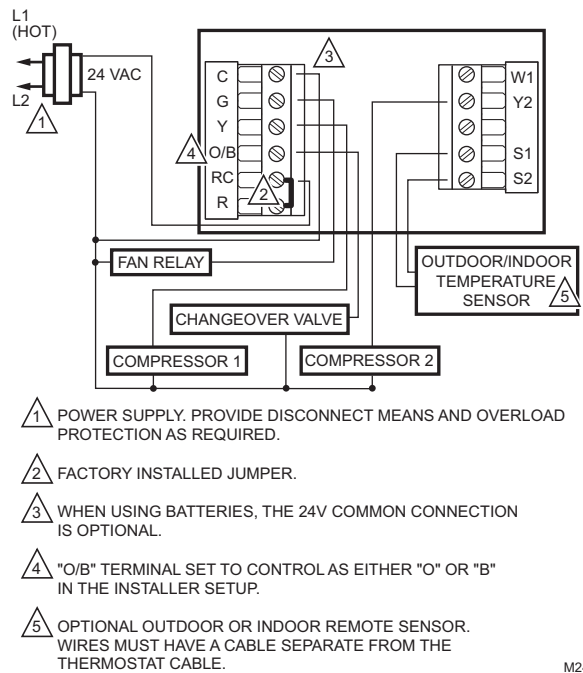 L1
(HOT)
24 VAC
L2
1
3
C
G
Y
4
O/B
RC
2
R
W1
Y2
S1
S2
FAN RELAY
OUTDOOR/INDOOR
TEMPERATURE
SENSOR
5
CHANGEOVER VALVE
COMPRESSOR 1
COMPRESSOR 2
1 POWER SUPPLY. PROVIDE DISCONNECT MEANS AND OVERLOAD
PROTECTION AS REQUIRED.
2 FACTORY INSTALLED JUMPER.
3 WHEN USING BATTERIES, THE 24V COMMON CONNECTION
IS OPTIONAL.
4 "O/B" TERMINAL SET TO CONTROL AS EITHER "O" OR "B"
IN THE INSTALLER SETUP.
5 OPTIONAL OUTDOOR OR INDOOR REMOTE SENSOR.
WIRES MUST HAVE A CABLE SEPARATE FROM THE
THERMOSTAT CABLE.